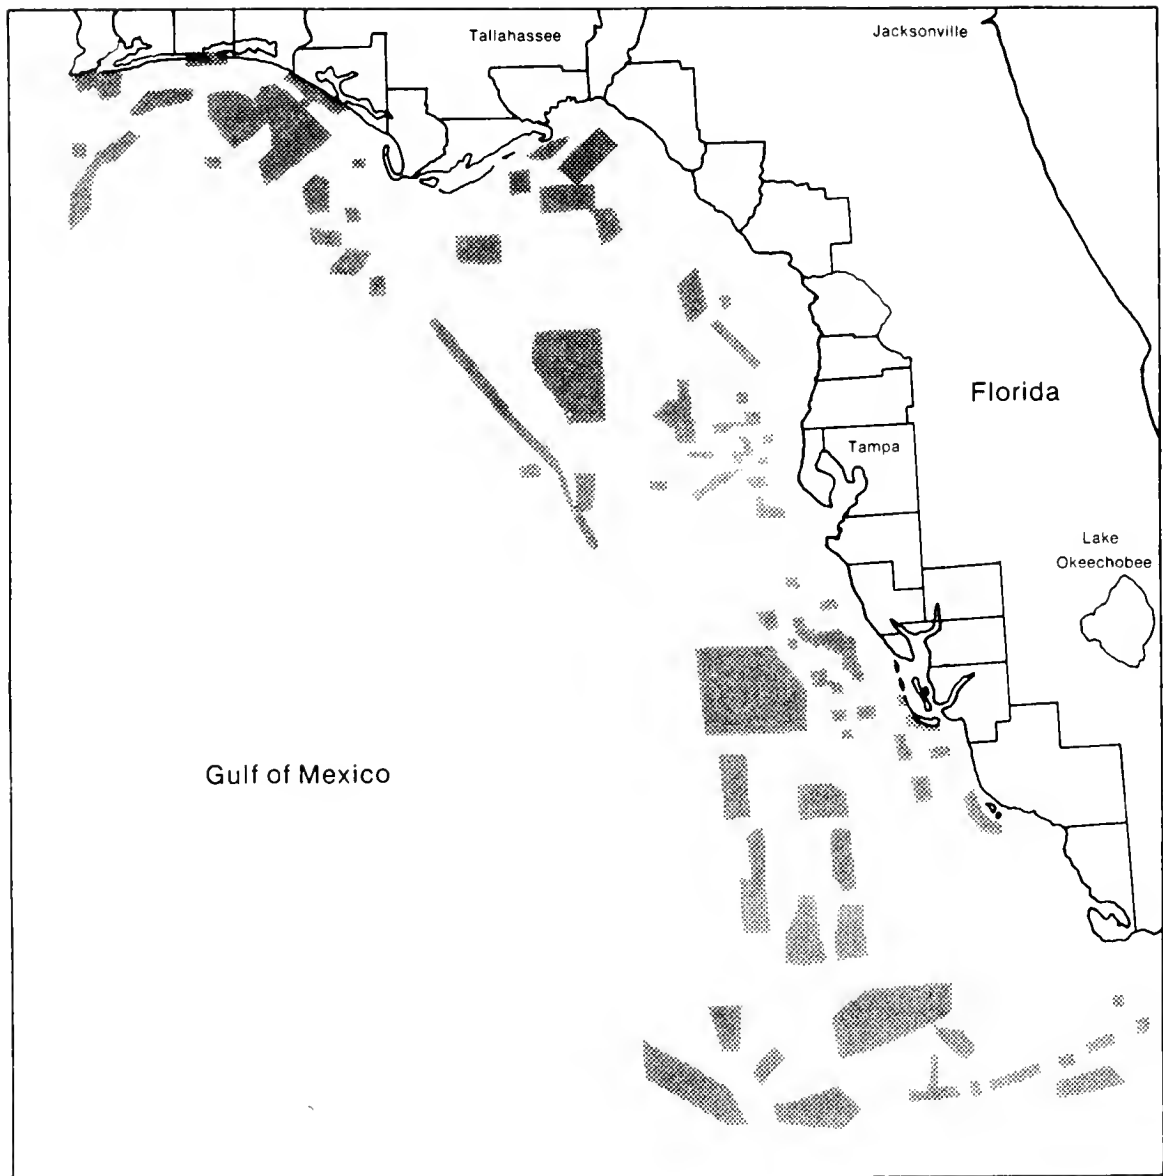 Tallahassee
Jacksonville
Florida
Tampa
Lake
Okeechobee
Gulf of Mexico